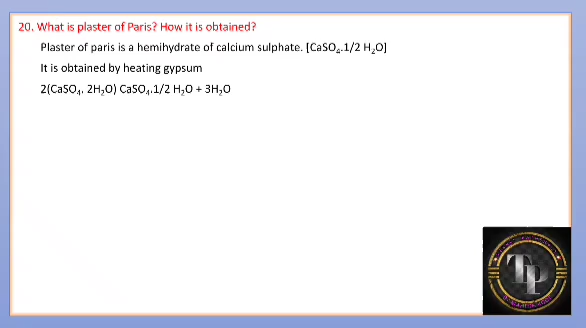 20. What is plaster of Paris? How it is obtained?
Plaster of paris is a hemihydrate of calcium sulphate. [CaSO₄.1/2 H₂O]
It is obtained by heating gypsum
2(CaSO₄. 2H₂O) CaSO₄.1/2 H₂O + 3H₂O
TP